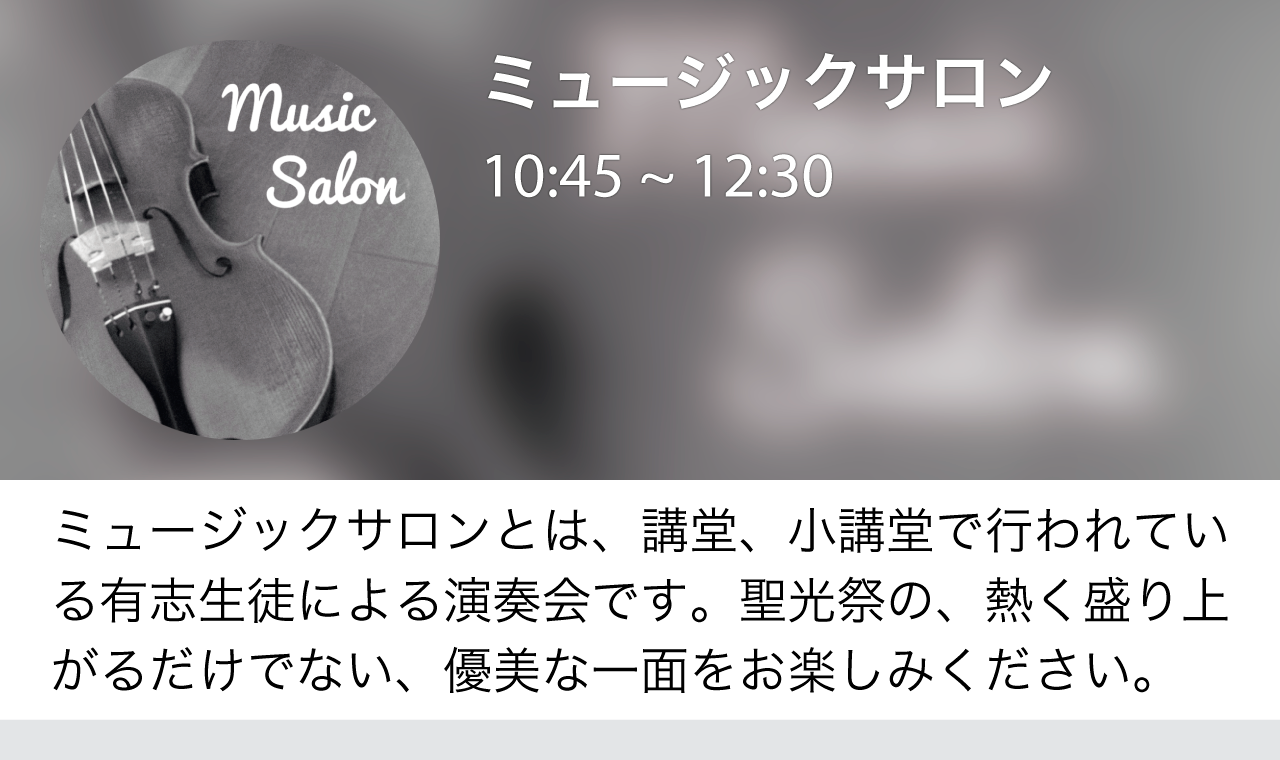 Music
Salon
ミュージックサロン
10:45 ~ 12:30
ミュージックサロンとは、講堂、小講堂で行われてい
る有志生徒による演奏会です。聖光祭の、熱く盛り上
がるだけでない、優美な一面をお楽しみください。